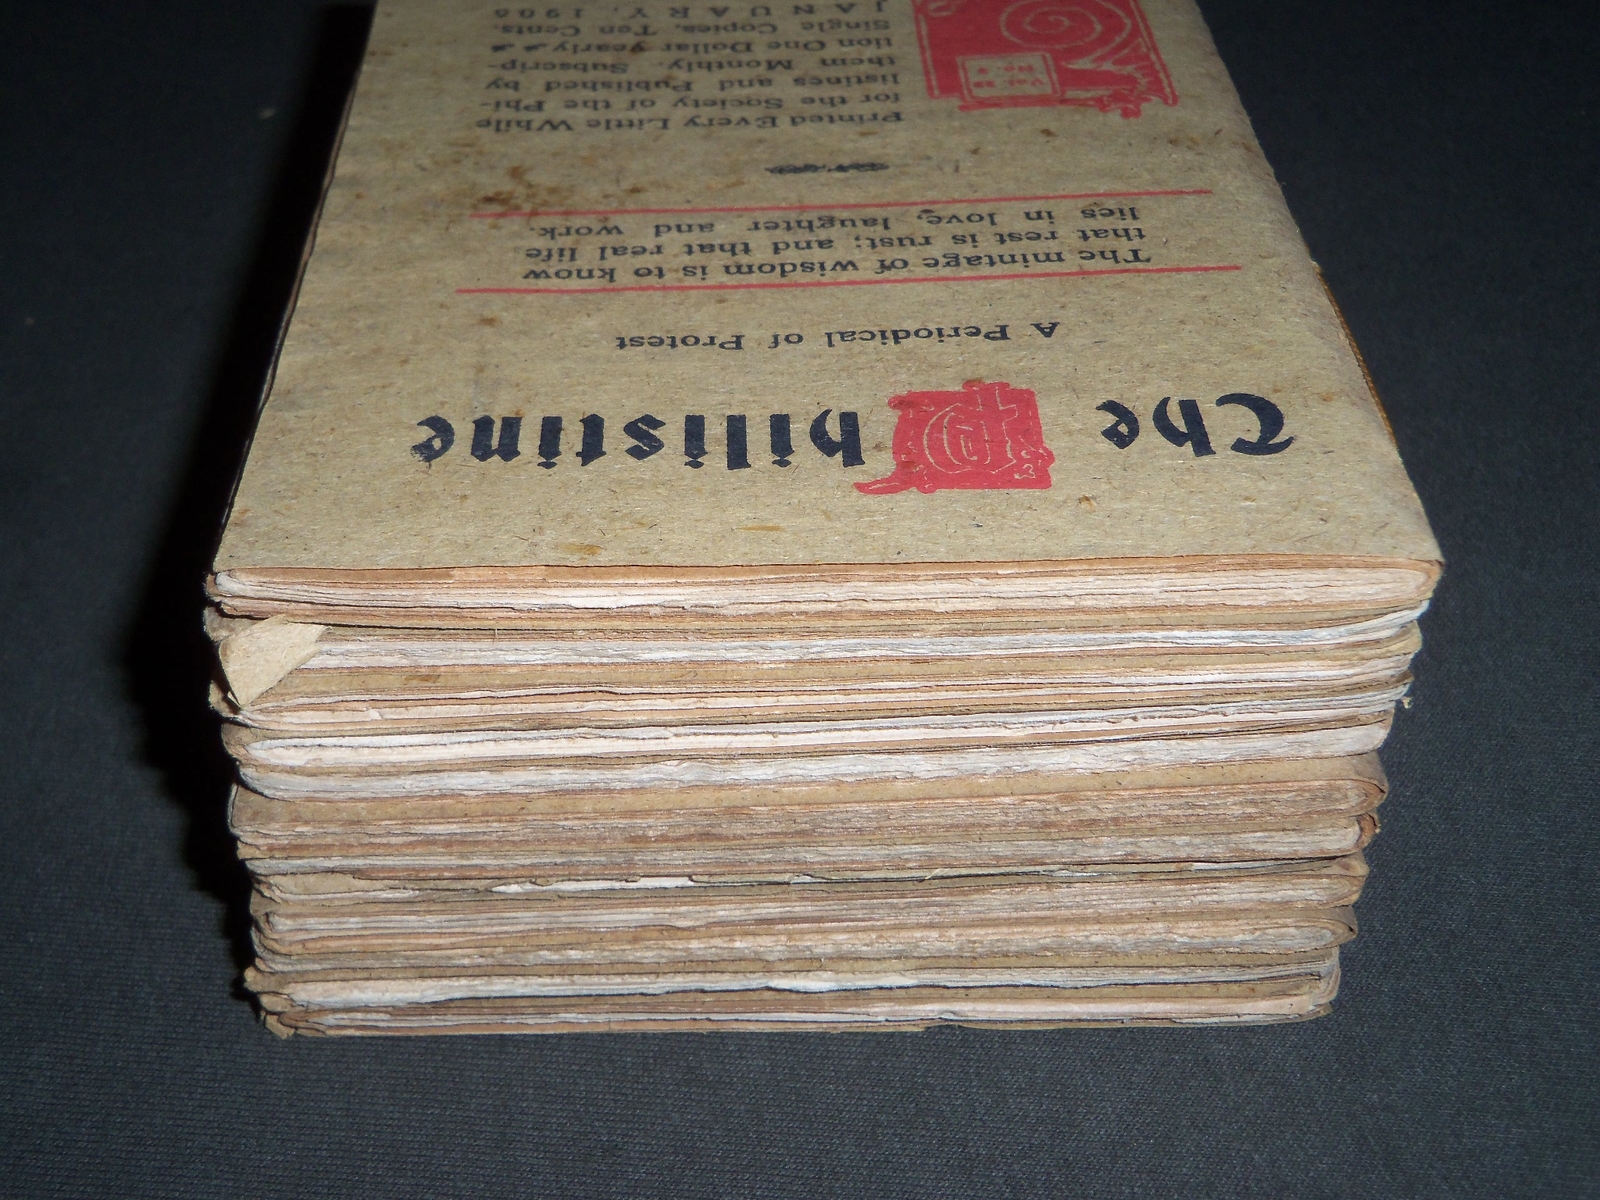 The Philistine
A Periodical of Protest
The mintage of wisdom is to know
that rest is rust; and that real life
lies in love, laughter and work.
Printed Every Little While
for the Society of the Phi-
listines and Published by
them Monthly. Subscrip-
tion One Dollar yearly
Single Copies, Ten Cents.
JANUARY, 1906